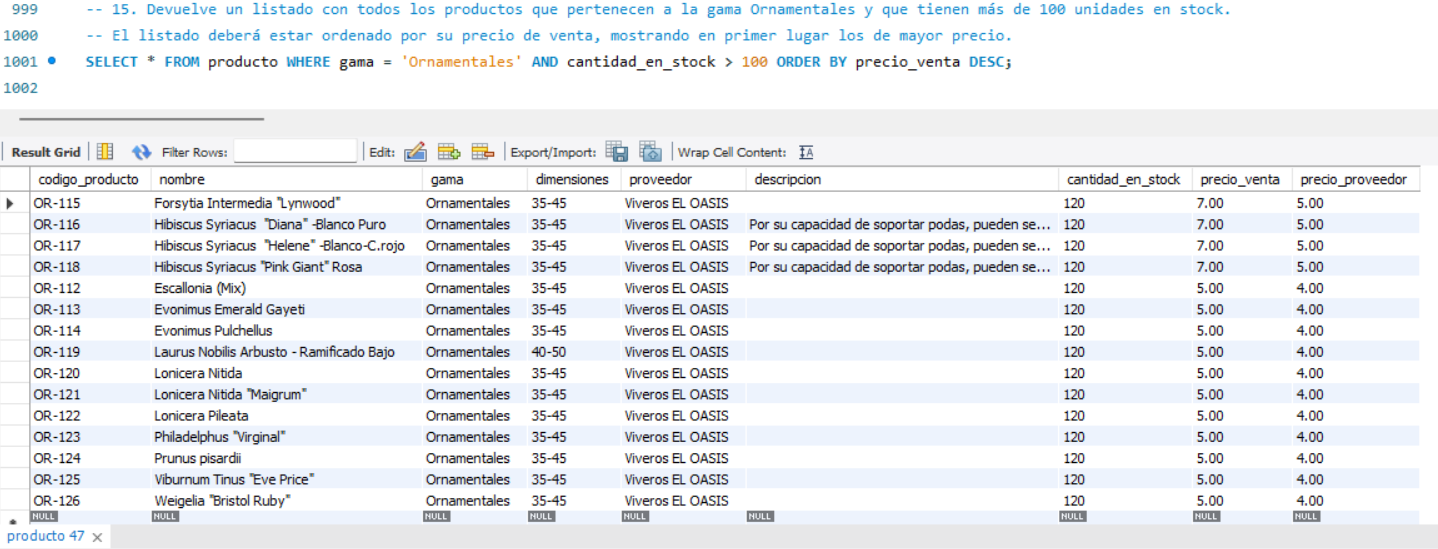 999 -- 15. Devuelve un listado con todos los productos que pertenecen a la gama Ornamentales y que tienen más de 100 unidades en stock.
1000 -- El listado deberá estar ordenado por su precio de venta, mostrando en primer lugar los de mayor precio.
1001 SELECT * FROM producto WHERE gama = 'Ornamentales' AND cantidad_en_stock > 100 ORDER BY precio_venta DESC;
1002
Result Grid Filter Rows: Edit: Export/Import: Wrap Cell Content: IA
codigo_producto nombre gama dimensiones proveedor descripcion cantidad_en_stock precio_venta precio_proveedor
OR-115 Forsytia Intermedia "Lynwood" Ornamentales 35-45 Viveros EL OASIS 120 7.00 5.00
OR-116 Hibiscus Syriacus "Diana" -Blanco Puro Ornamentales 35-45 Viveros EL OASIS Por su capacidad de soportar podas, pueden se... 120 7.00 5.00
OR-117 Hibiscus Syriacus "Helene" -Blanco-C.rojo Ornamentales 35-45 Viveros EL OASIS Por su capacidad de soportar podas, pueden se... 120 7.00 5.00
OR-118 Hibiscus Syriacus "Pink Giant" Rosa Ornamentales 35-45 Viveros EL OASIS Por su capacidad de soportar podas, pueden se... 120 7.00 5.00
OR-112 Escallonia (Mix) Ornamentales 35-45 Viveros EL OASIS 120 5.00 4.00
OR-113 Evonimus Emerald Gayeti Ornamentales 35-45 Viveros EL OASIS 120 5.00 4.00
OR-114 Evonimus Pulchellus Ornamentales 35-45 Viveros EL OASIS 120 5.00 4.00
OR-119 Laurus Nobilis Arbusto - Ramificado Bajo Ornamentales 40-50 Viveros EL OASIS 120 5.00 4.00
OR-120 Lonicera Nitida Ornamentales 35-45 Viveros EL OASIS 120 5.00 4.00
OR-121 Lonicera Nitida "Maigrum" Ornamentales 35-45 Viveros EL OASIS 120 5.00 4.00
OR-122 Lonicera Pileata Ornamentales 35-45 Viveros EL OASIS 120 5.00 4.00
OR-123 Philadelphus "Virginal" Ornamentales 35-45 Viveros EL OASIS 120 5.00 4.00
OR-124 Prunus pisardii Ornamentales 35-45 Viveros EL OASIS 120 5.00 4.00
OR-125 Viburnum Tinus "Eve Price" Ornamentales 35-45 Viveros EL OASIS 120 5.00 4.00
OR-126 Weigelia "Bristol Ruby" Ornamentales 35-45 Viveros EL OASIS 120 5.00 4.00
NULL NULL NULL NULL NULL NULL NULL NULL NULL
producto 47